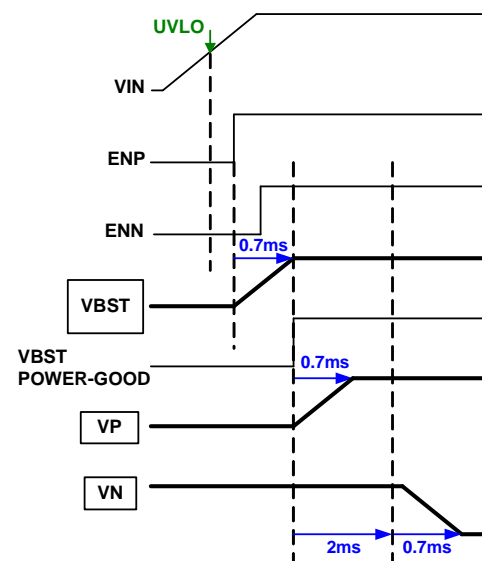 UVLO
VIN
ENP
ENN
0.7ms
VBST
VBST
POWER-GOOD
0.7ms
VP
VN
2ms
0.7ms